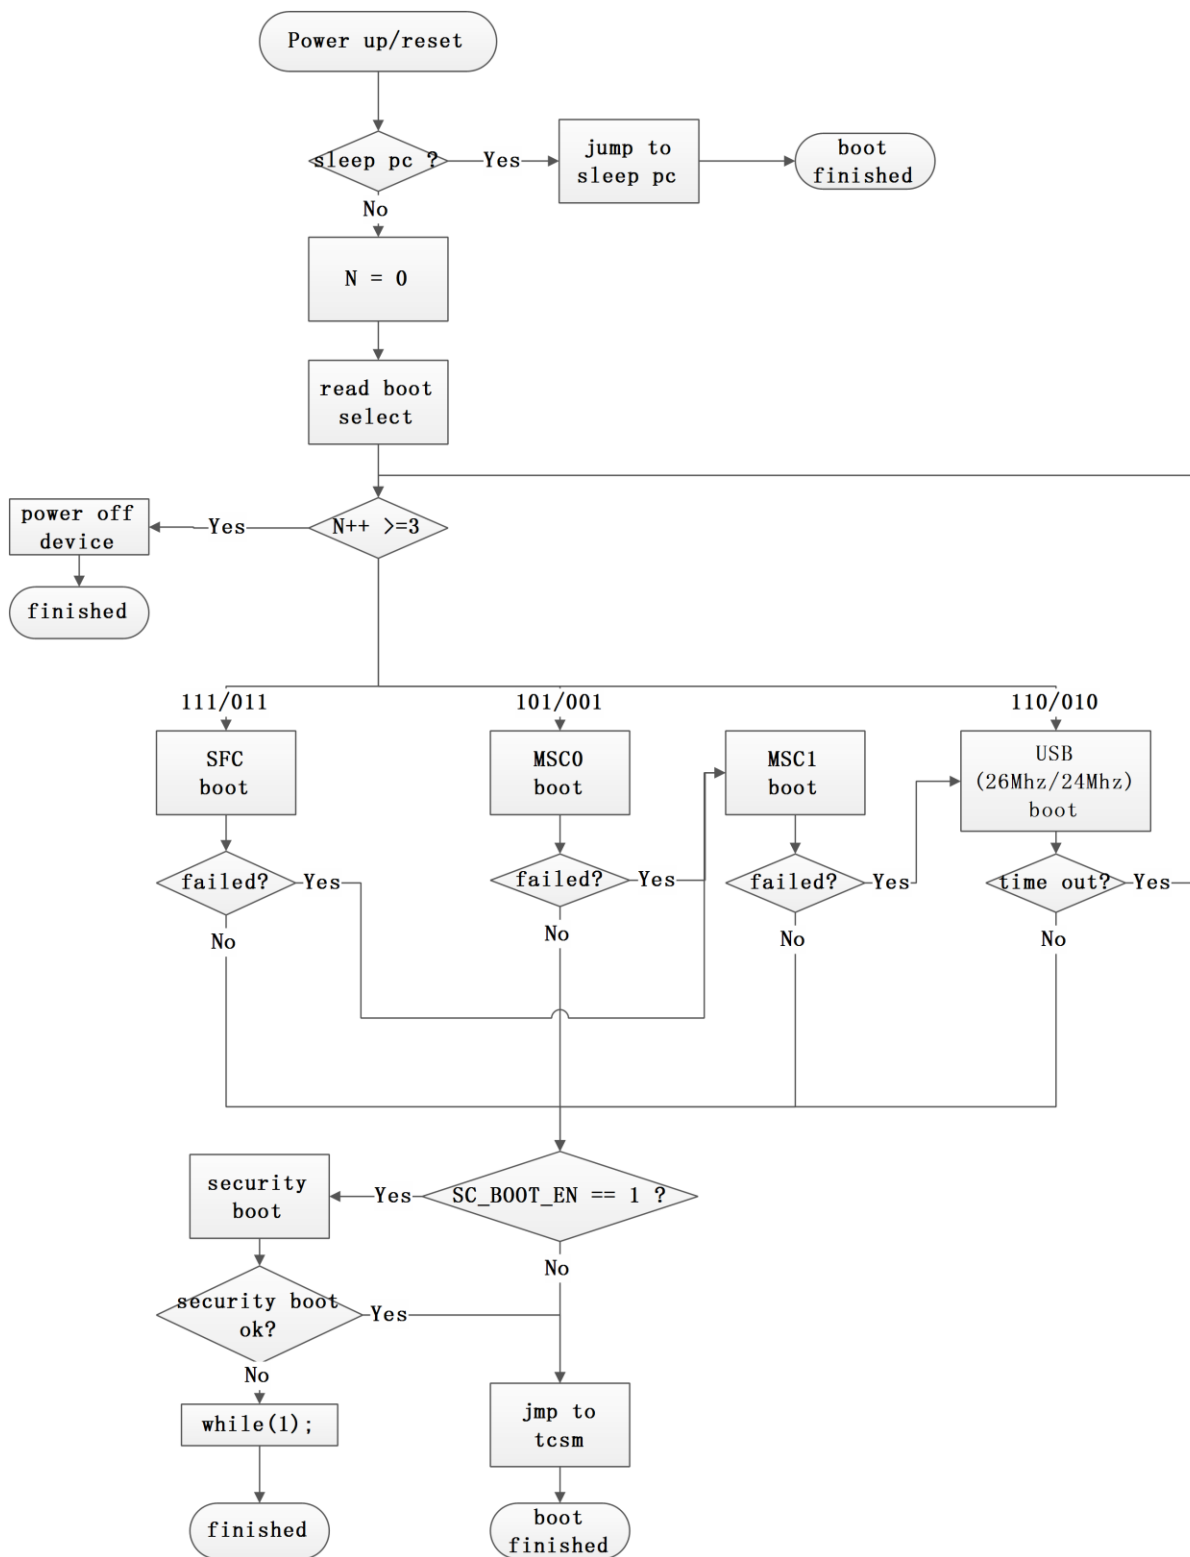 Power up/reset
sleep pc ?
Yes
jump to
sleep pc
boot
finished
No
N = 0
read boot
select
N++ >=3
Yes
power off
device
finished
111/011
101/001
110/010
SFC
boot
MSC0
boot
MSC1
boot
USB
(26Mhz/24Mhz)
boot
failed?
Yes
failed?
Yes
failed?
Yes
time out?
Yes
No
No
No
No
SC_BOOT_EN == 1 ?
Yes
security
boot
No
security boot
ok?
Yes
No
while(1);
jmp to
tcsm
finished
boot
finished